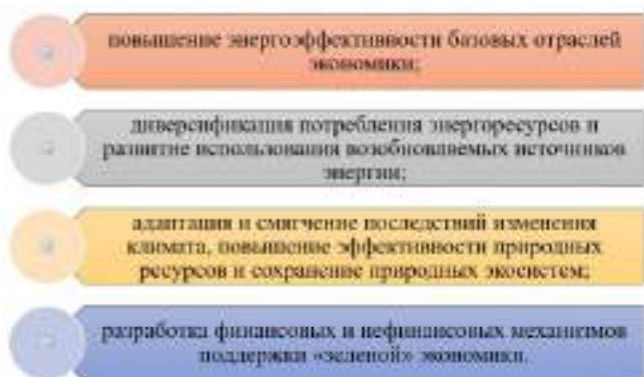 повышение энергоэффективности базовых отраслей
экономики;
диверсификация потребления энергоресурсов и
развитие использования возобновляемых источников
энергии;
адаптация и смягчение последствий изменения
климата, повышение эффективности природных
ресурсов и сохранение природных экосистем;
разработка финансовых и нефинансовых механизмов
поддержки «зеленой» экономики.